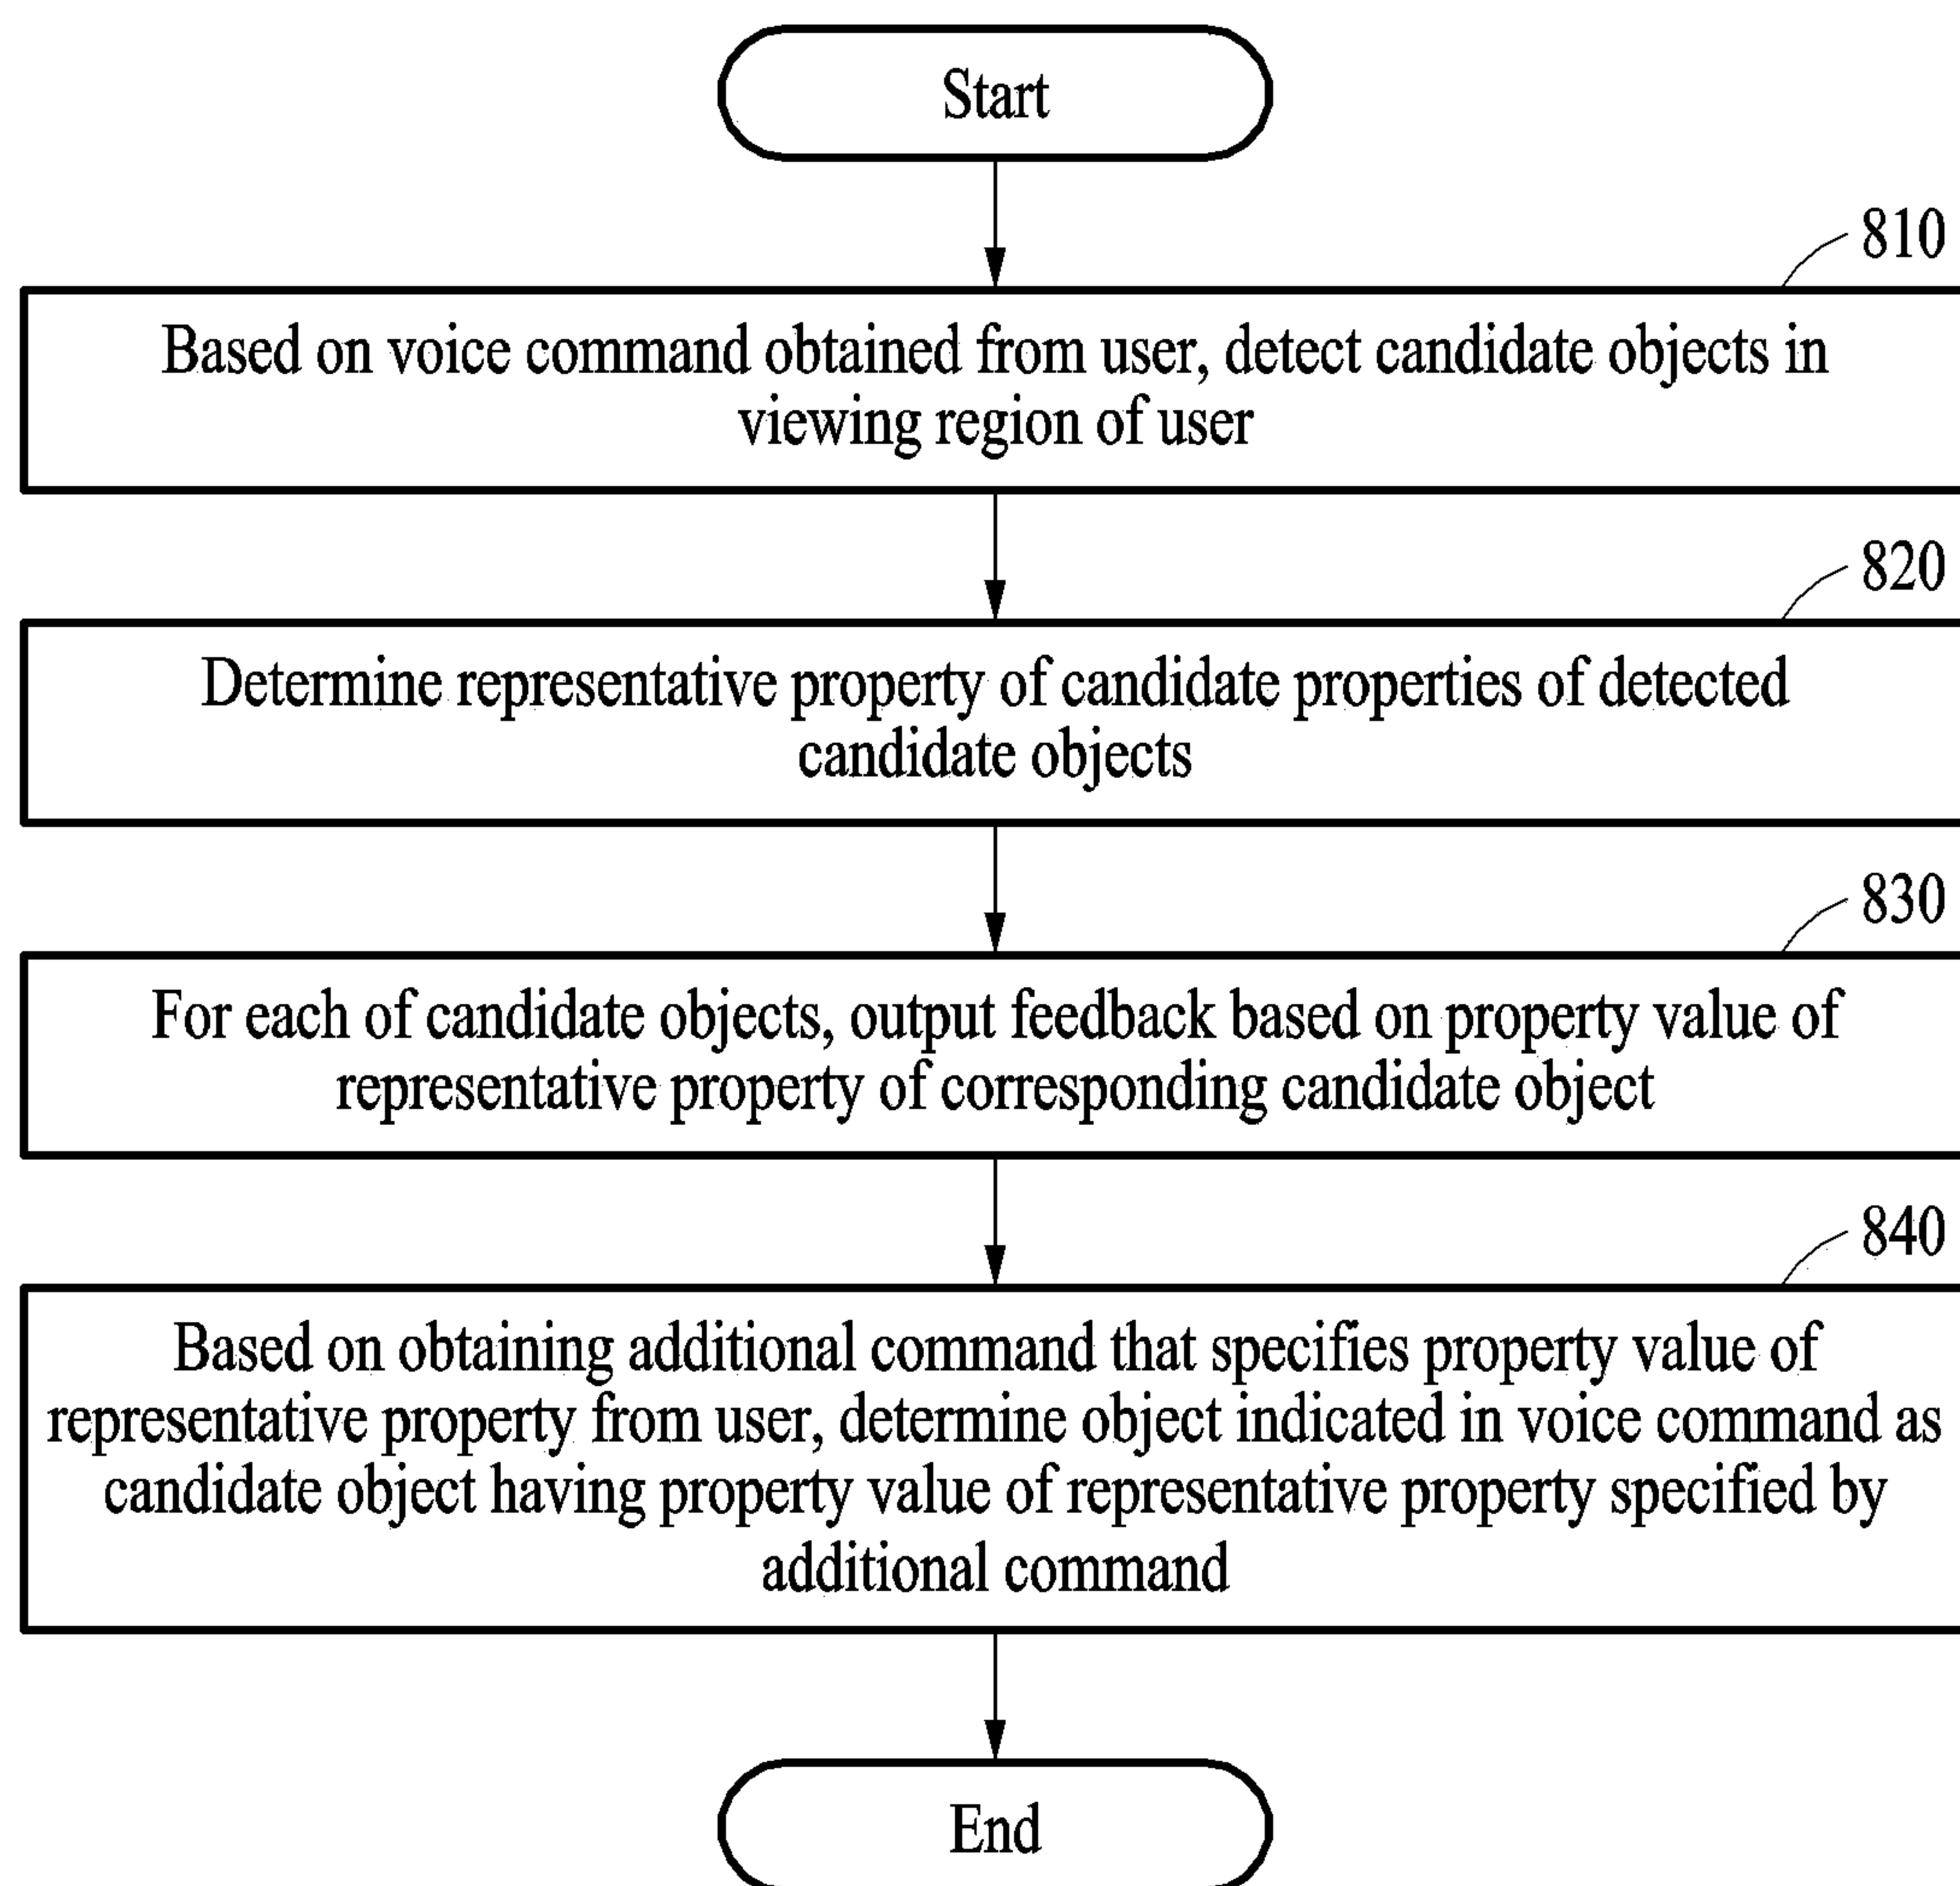 Start
810
Based on voice command obtained from user, detect candidate objects in
viewing region of user
820
Determine representative property of candidate properties of detected
candidate objects
830
For each of candidate objects, output feedback based on property value of
representative property of corresponding candidate object
840
Based on obtaining additional command that specifies property value of
representative property from user, determine object indicated in voice command as
candidate object having property value of representative property specified by
additional command
End